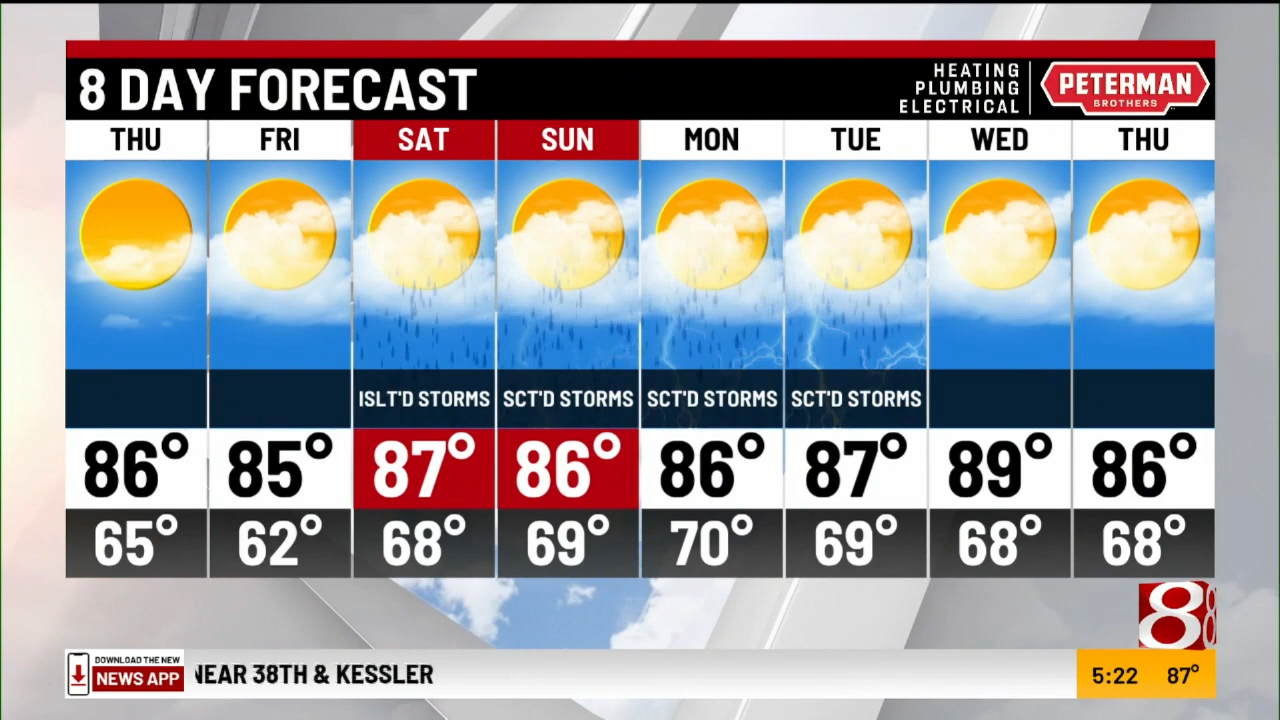 8 DAY FORECAST
HEATING
PLUMBING
ELECTRICAL
PETERMAN
BROTHERS
THU FRI SAT SUN MON TUE WED THU
ISLT'D STORMS SCT'D STORMS SCT'D STORMS SCT'D STORMS
86° 85° 87° 86° 86° 87° 89° 86°
65° 62° 68° 69° 70° 69° 68° 68°
8
DOWNLOAD THE NEW
NEWS APP
NEAR 38TH & KESSLER
5:22 87°